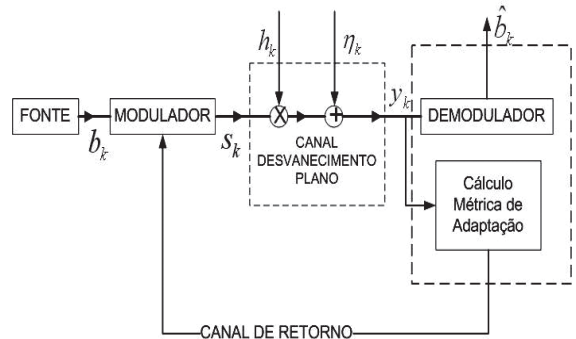 b̂ₖ
hₖ
ηₖ
yₖ
FONTE
MODULADOR
X
+
DEMODULADOR
bₖ
sₖ
CANAL
DESVANECIMENTO
PLANO
Cálculo
Métrica de
Adaptação
CANAL DE RETORNO